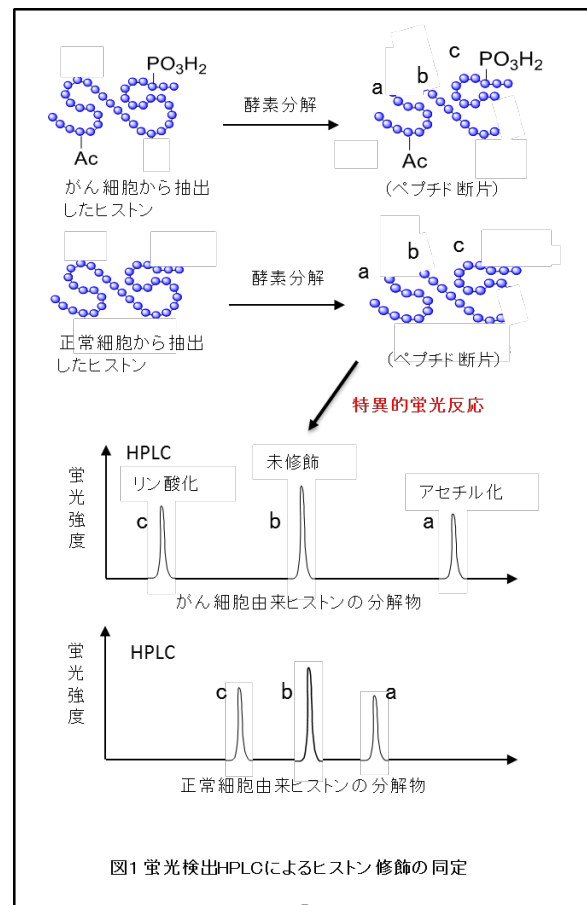 PO3H2
Ac
酵素分解
a
b
c
PO3H2
Ac
がん細胞から抽出
したヒストン
(ペプチド断片)
酵素分解
a
b
c
正常細胞から抽出
したヒストン
(ペプチド断片)
特異的蛍光反応
HPLC
蛍光強度
リン酸化
未修飾
アセチル化
c
b
a
がん細胞由来ヒストンの分解物
HPLC
蛍光強度
c
b
a
正常細胞由来ヒストンの分解物
図1 蛍光検出HPLCによるヒストン修飾の同定